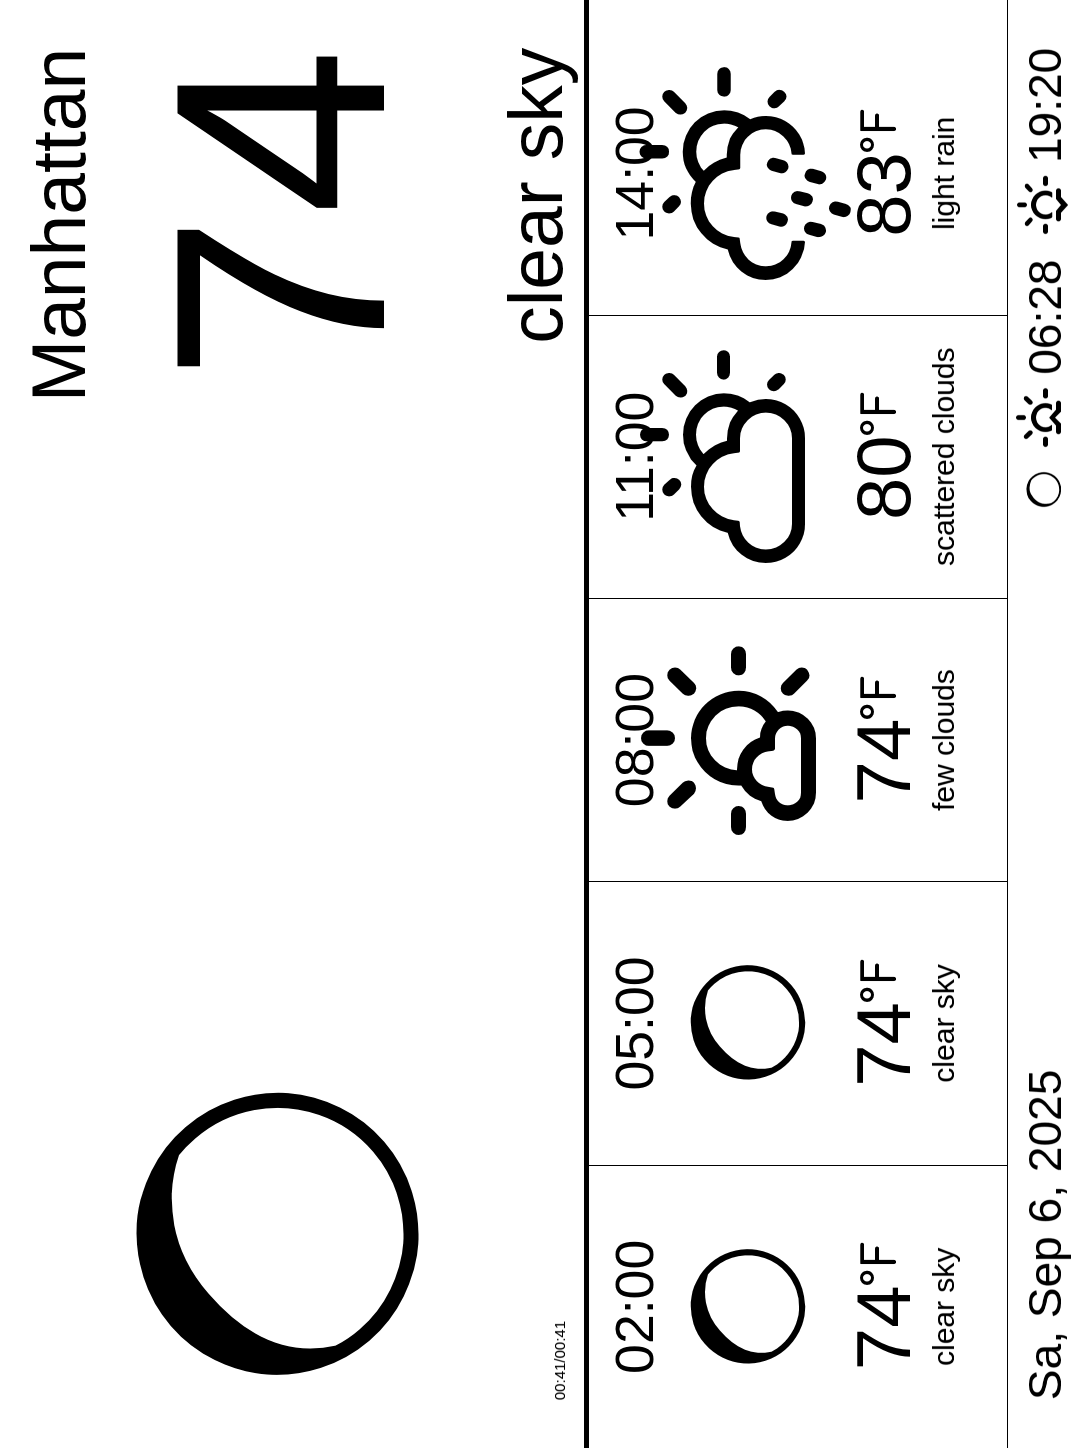 Manhattan
74
clear sky
00:41/00:41
02:00
74°F
clear sky
05:00
74°F
clear sky
08:00
74°F
few clouds
11:00
80°F
scattered clouds
14:00
83°F
light rain
Sa, Sep 6, 2025
06:28
19:20